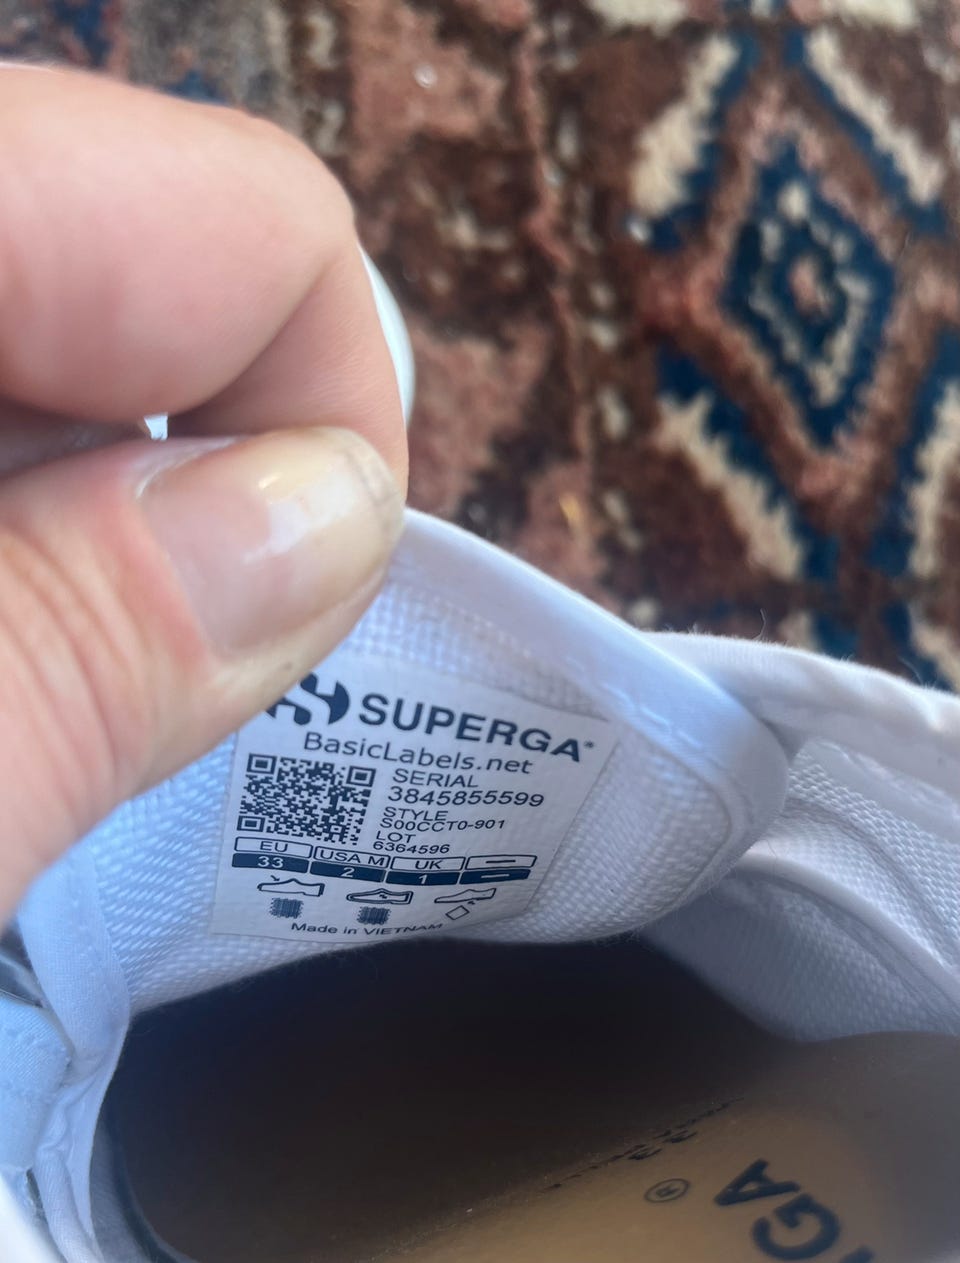 SUPERGA®
BasicLabels.net
SERIAL
3845855599
STYLE
S00CCT0-901
LOT
6364596
EU USA M UK
33 2 1
Made in VIETNAM
®
GA